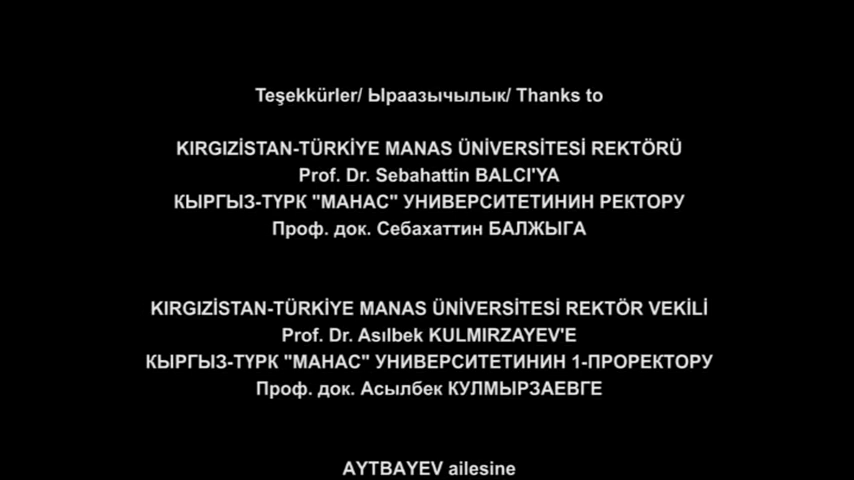 Teşekkürler/ Ыраазычылык/ Thanks to
KIRGIZİSTAN-TÜRKİYE MANAS ÜNİVERSİTESİ REKTÖRÜ
Prof. Dr. Sebahattin BALCI'YA
КЫРГЫЗ-ТҮРК "МАНАС" УНИВЕРСИТЕТИНИН РЕКТОРУ
Проф. док. Себахаттин БАЛЖЫГА
KIRGIZİSTAN-TÜRKİYE MANAS ÜNİVERSİTESİ REKTÖR VEKİLİ
Prof. Dr. Asılbek KULMIRZAYEV'E
КЫРГЫЗ-ТҮРК "МАНАС" УНИВЕРСИТЕТИНИН 1-ПРОРЕКТОРУ
Проф. док. Асылбек КУЛМЫРЗАЕВГЕ
AYTBAYEV ailesine